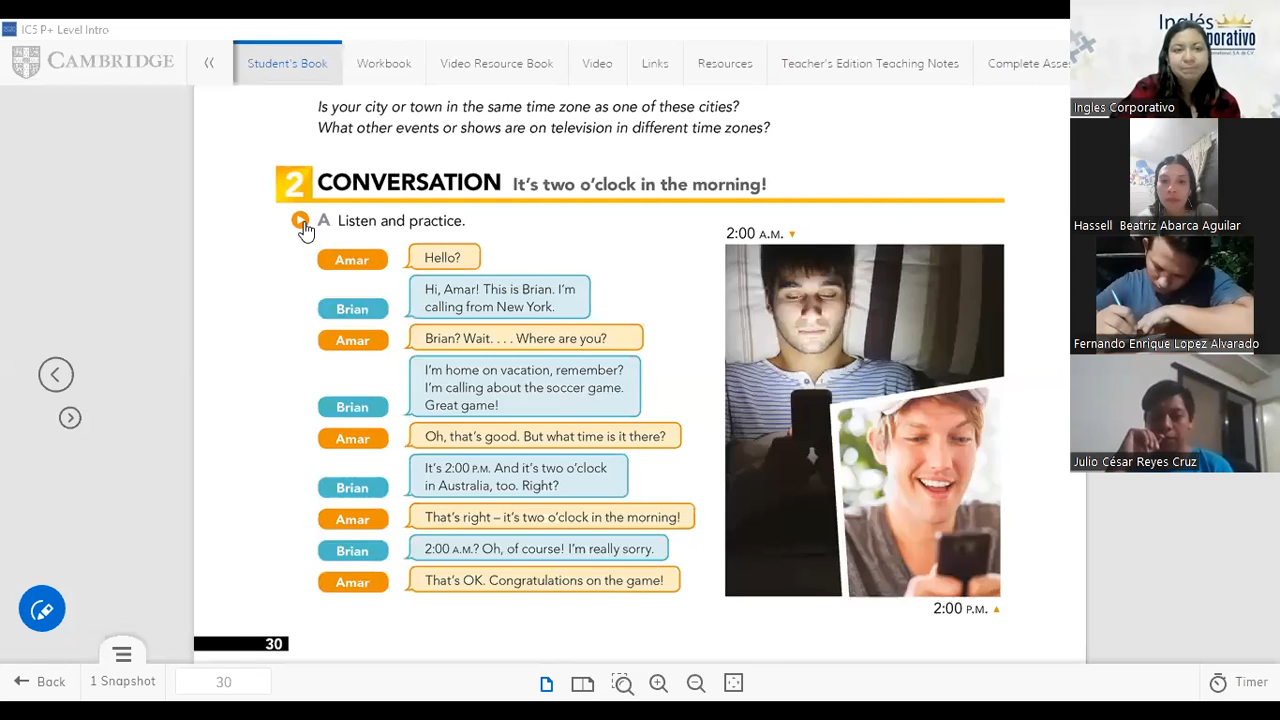 IC5 P+ Level Intro
CAMBRIDGE
Student's Book
Workbook
Video Resource Book
Video
Links
Resources
Teacher's Edition Teaching Notes
Complete Asse
Is your city or town in the same time zone as one of these cities?
What other events or shows are on television in different time zones?
2 CONVERSATION It's two o'clock in the morning!
A Listen and practice.
2:00 A.M.
Amar Hello?
Brian Hi, Amar! This is Brian. I'm
calling from New York.
Amar Brian? Wait. . . . Where are you?
Brian I'm home on vacation, remember?
I'm calling about the soccer game.
Great game!
Amar Oh, that's good. But what time is it there?
Brian It's 2:00 P.M. And it's two o'clock
in Australia, too. Right?
Amar That's right – it's two o'clock in the morning!
Brian 2:00 A.M.? Oh, of course! I'm really sorry.
Amar That's OK. Congratulations on the game!
2:00 P.M.
30
Back
1 Snapshot
30
Timer
Inglés
Ingles Corporativo
Hassell Beatriz Abarca Aguilar
Fernando Enrique Lopez Alvarado
Julio César Reyes Cruz